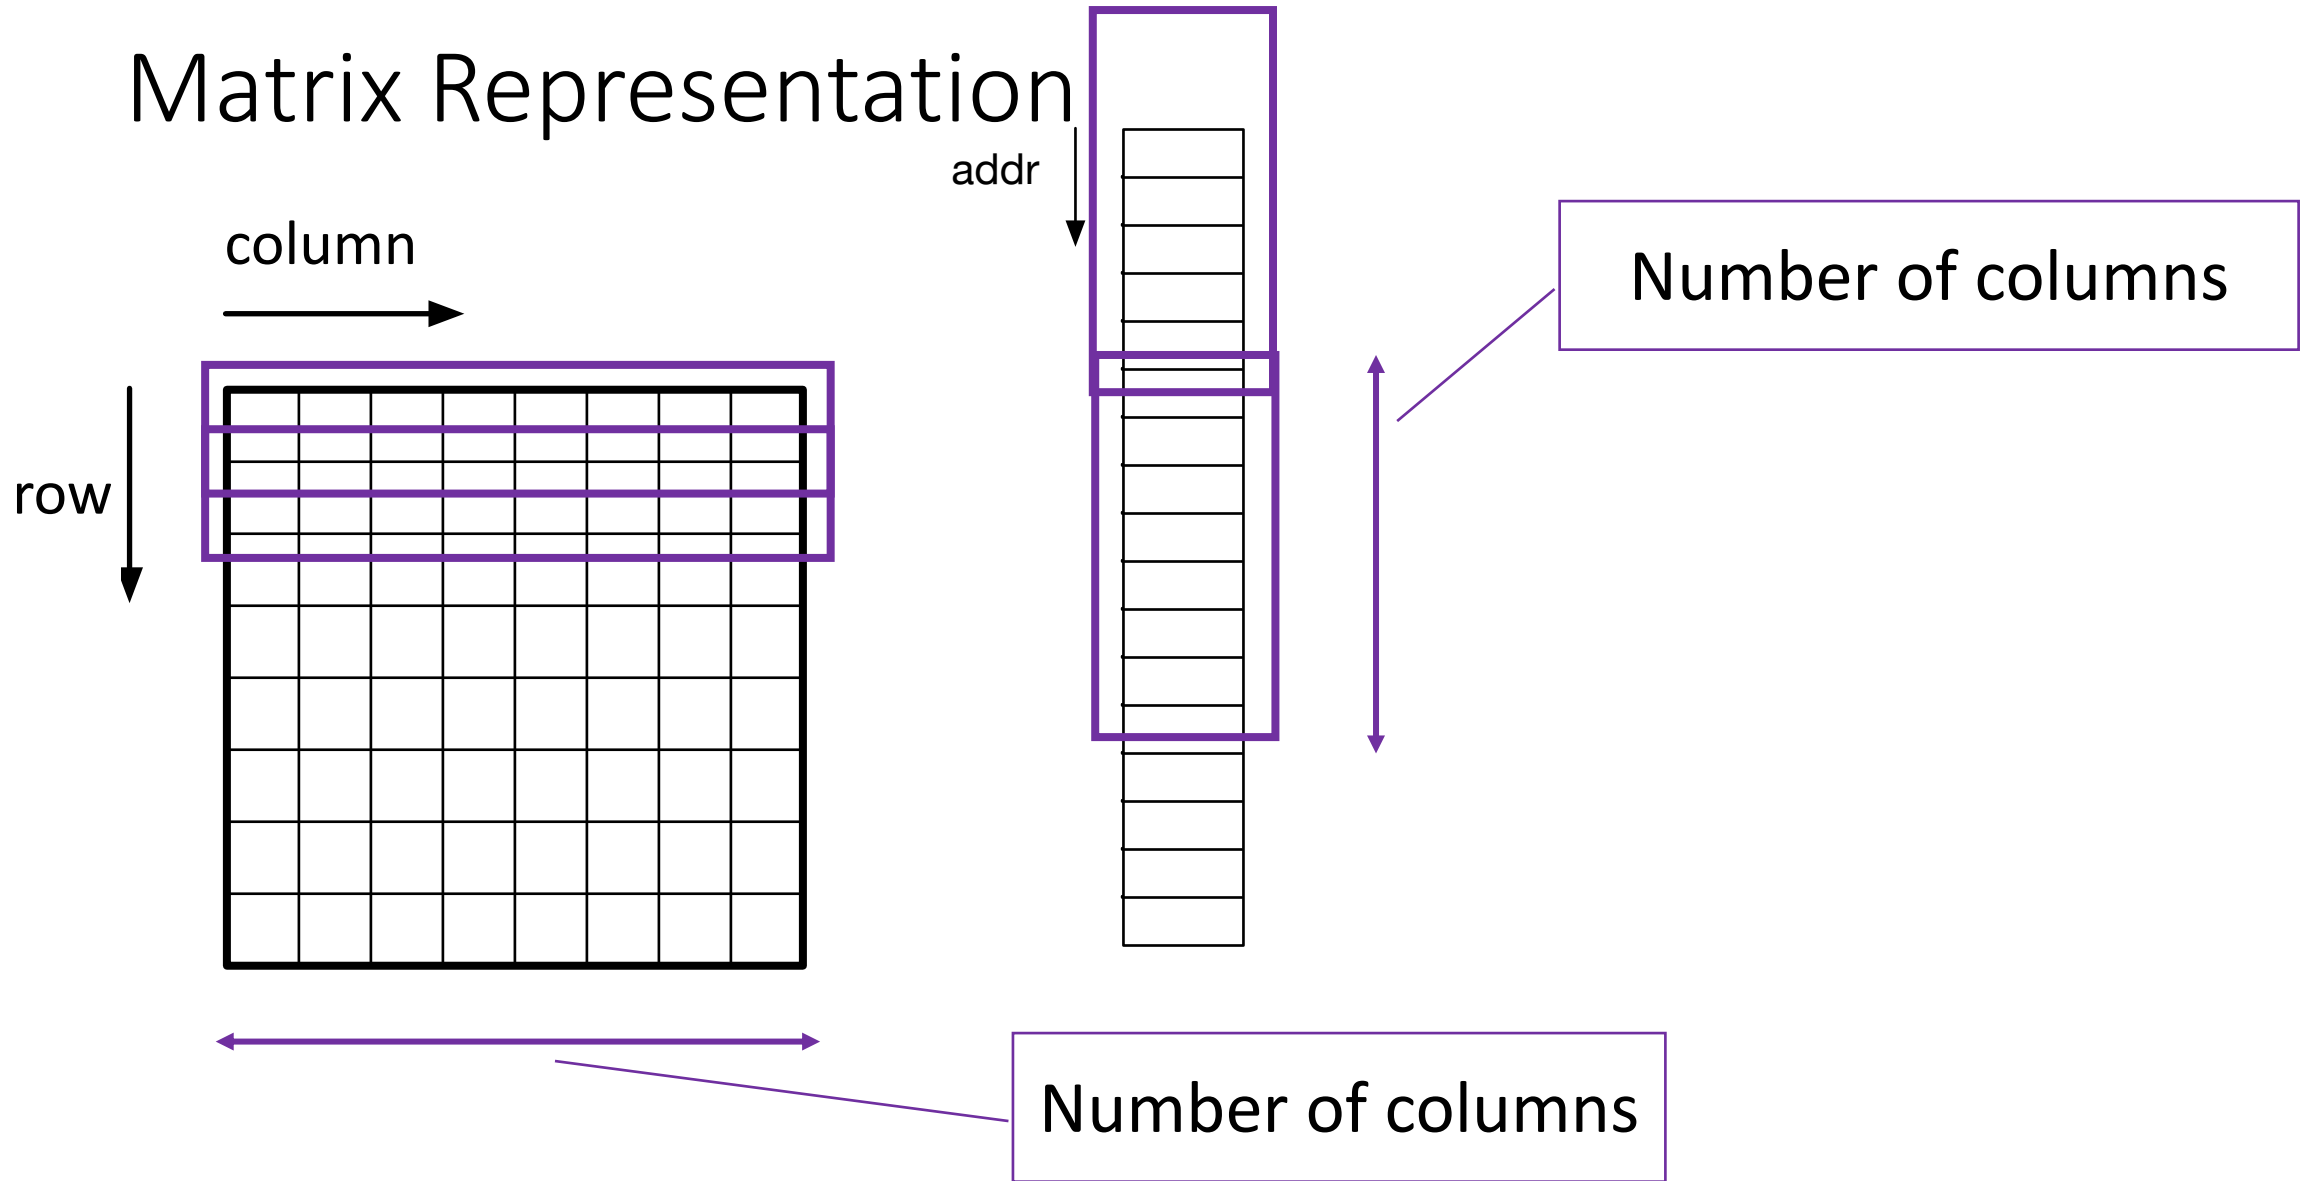 Matrix Representation
addr
column
Number of columns
row
Number of columns